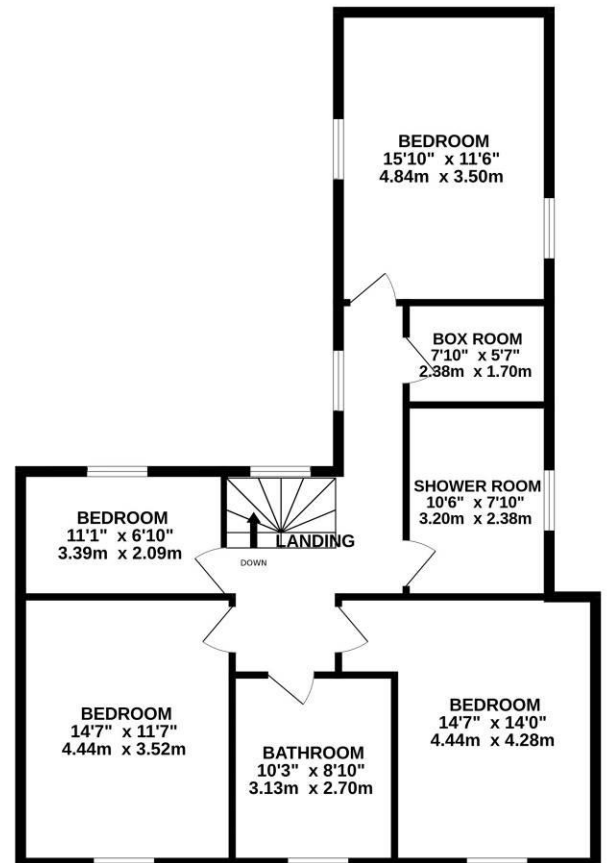 BEDROOM
15'10" x 11'6"
4.84m x 3.50m
BOX ROOM
7'10" x 5'7"
2.38m x 1.70m
SHOWER ROOM
10'6" x 7'10"
3.20m x 2.38m
BEDROOM
11'1" x 6'10"
3.39m x 2.09m
LANDING
DOWN
BEDROOM
14'7" x 11'7"
4.44m x 3.52m
BATHROOM
10'3" x 8'10"
3.13m x 2.70m
BEDROOM
14'7" x 14'0"
4.44m x 4.28m